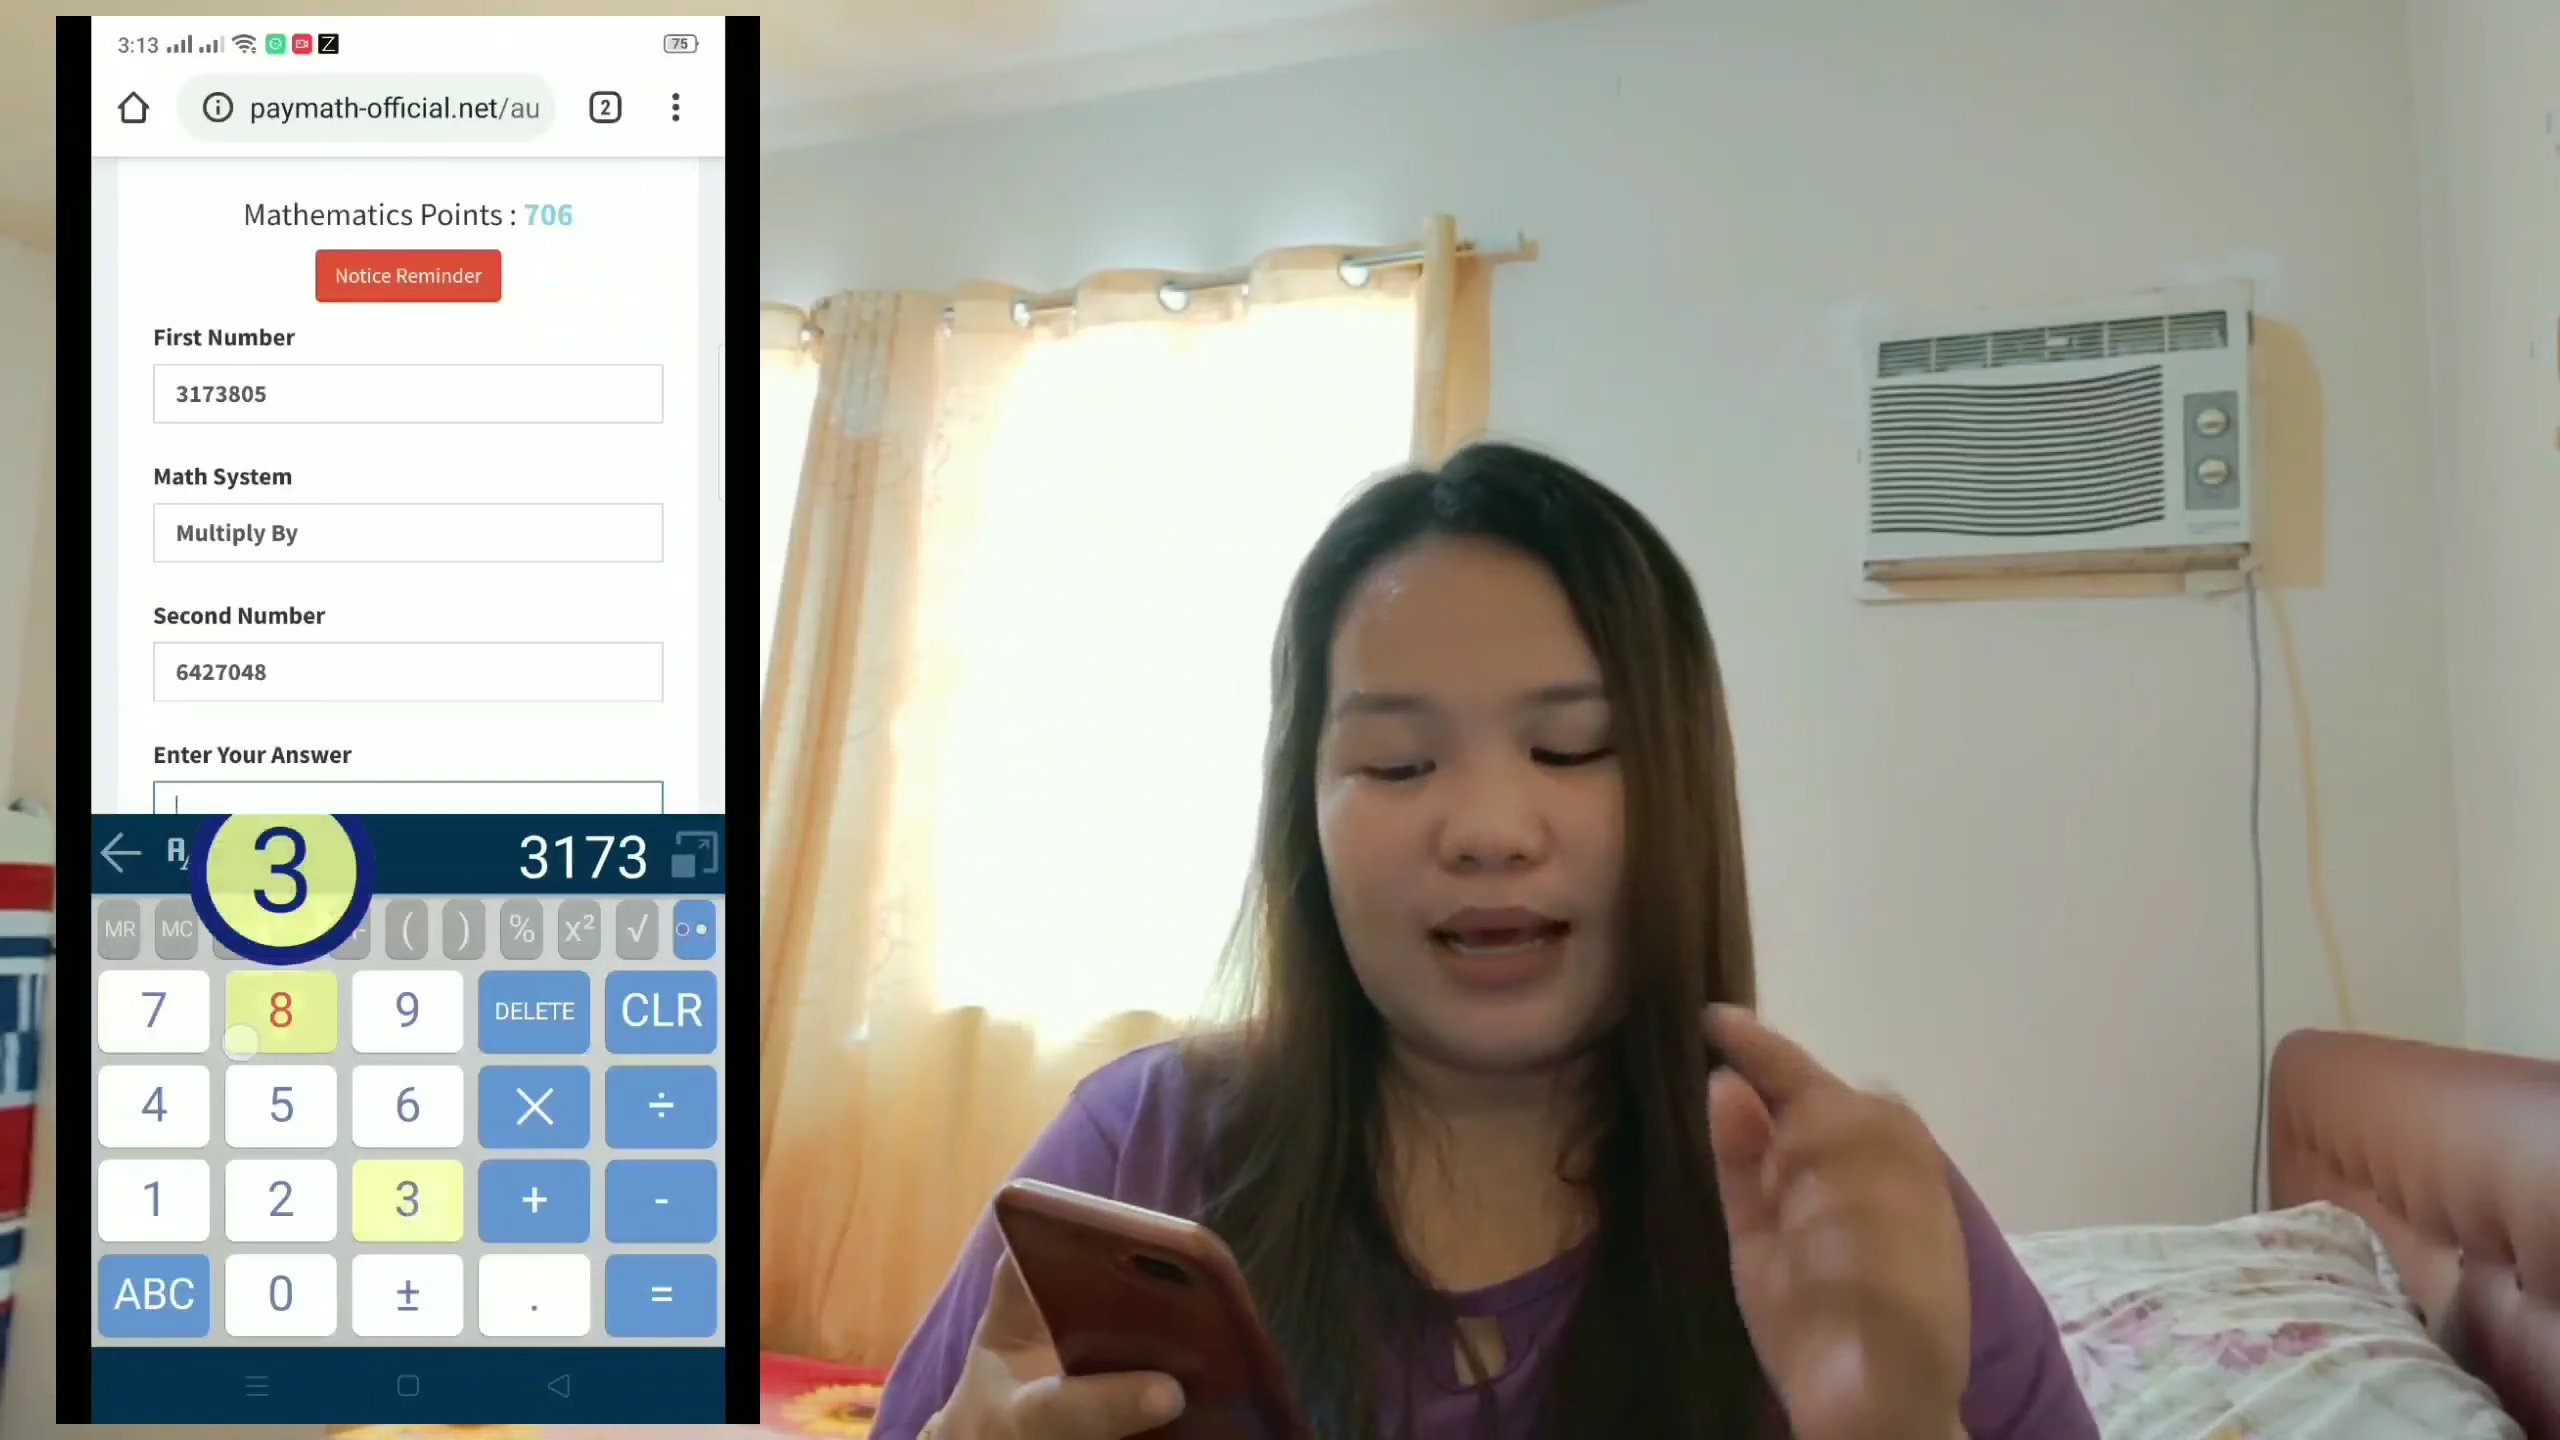 3:13
75
paymath-official.net/au
2
Mathematics Points : 706
Notice Reminder
First Number
3173805
Math System
Multiply By
Second Number
6427048
Enter Your Answer
3
3173
MR MC ( ) % x² √
7 8 9 DELETE CLR
4 5 6 × ÷
1 2 3 + -
ABC 0 ± . =